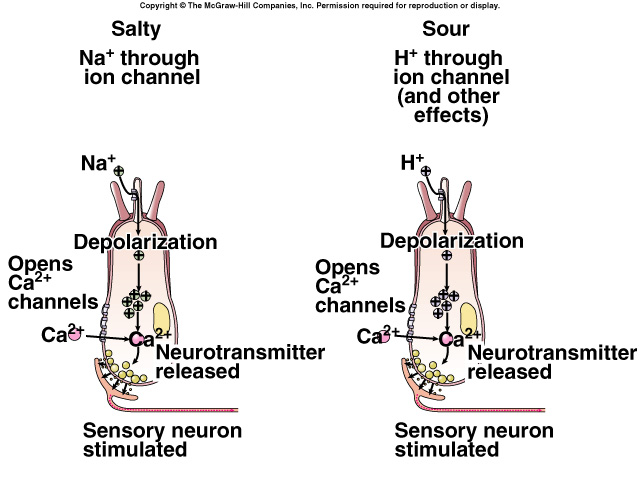 Copyright © The McGraw-Hill Companies, Inc. Permission required for reproduction or display.
Salty
Na⁺ through
ion channel
Na⁺
Depolarization
Opens
Ca²⁺
channels
Ca²⁺
Ca²⁺
Neurotransmitter
released
Sensory neuron
stimulated
Sour
H⁺ through
ion channel
(and other
effects)
H⁺
Depolarization
Opens
Ca²⁺
channels
Ca²⁺
Ca²⁺
Neurotransmitter
released
Sensory neuron
stimulated